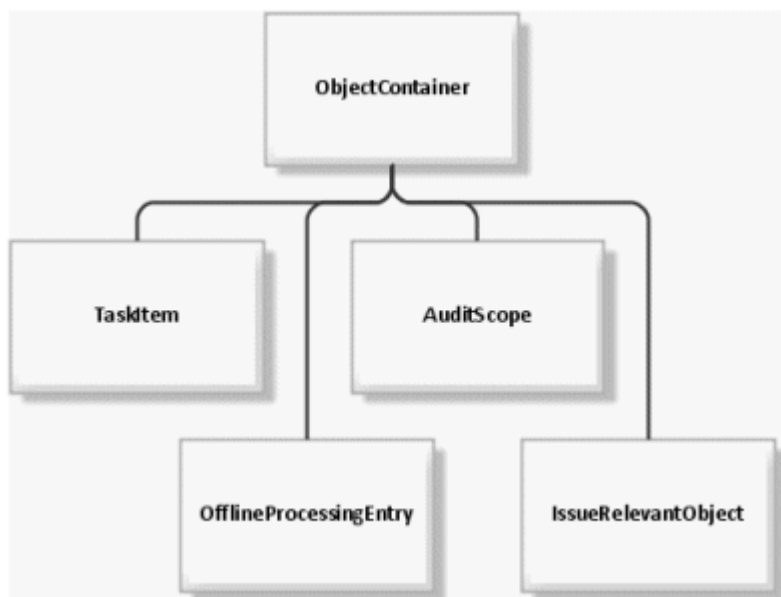 ObjectContainer
TaskItem
AuditScope
OfflineProcessingEntry
IssueRelevantObject